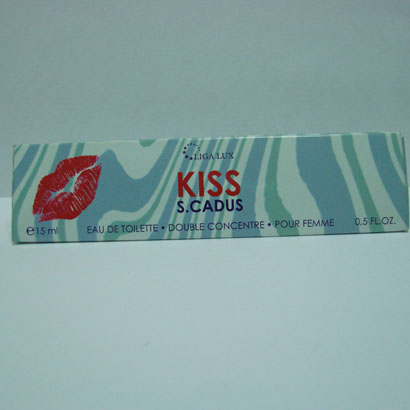 LIGA LUX
KISS
S.CADUS
℮15 ml. EAU DE TOILETTE • DOUBLE CONCENTRE • POUR FEMME 0,5 FL.OZ.